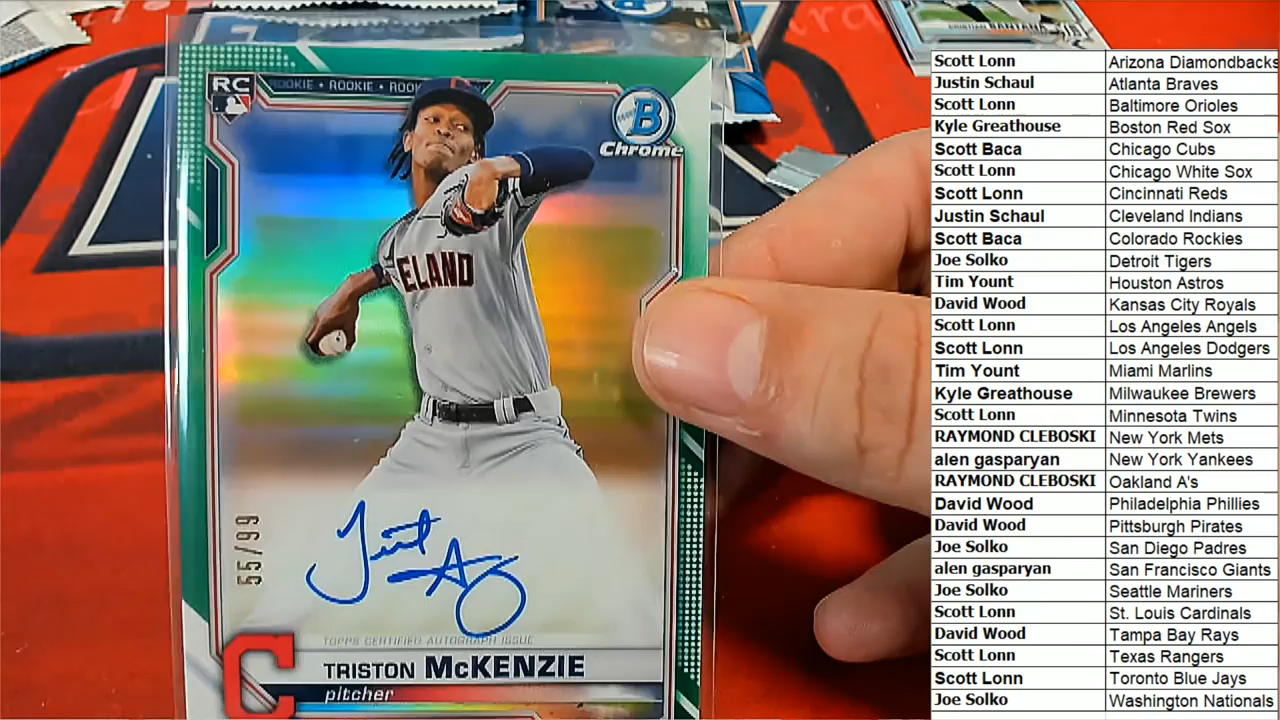 CRISTIAN SANTANA
RC
ROOKIE • ROOKIE • ROOK
B
Chrome
ELAND
55/99
TOPPS CERTIFIED AUTOGRAPH ISSUE
TRISTON McKENZIE
pitcher
Scott Lonn Arizona Diamondbacks
Justin Schaul Atlanta Braves
Scott Lonn Baltimore Orioles
Kyle Greathouse Boston Red Sox
Scott Baca Chicago Cubs
Scott Lonn Chicago White Sox
Scott Lonn Cincinnati Reds
Justin Schaul Cleveland Indians
Scott Baca Colorado Rockies
Joe Solko Detroit Tigers
Tim Yount Houston Astros
David Wood Kansas City Royals
Scott Lonn Los Angeles Angels
Scott Lonn Los Angeles Dodgers
Tim Yount Miami Marlins
Kyle Greathouse Milwaukee Brewers
Scott Lonn Minnesota Twins
RAYMOND CLEBOSKI New York Mets
alen gasparyan New York Yankees
RAYMOND CLEBOSKI Oakland A's
David Wood Philadelphia Phillies
David Wood Pittsburgh Pirates
Joe Solko San Diego Padres
alen gasparyan San Francisco Giants
Joe Solko Seattle Mariners
Scott Lonn St. Louis Cardinals
David Wood Tampa Bay Rays
Scott Lonn Texas Rangers
Scott Lonn Toronto Blue Jays
Joe Solko Washington Nationals